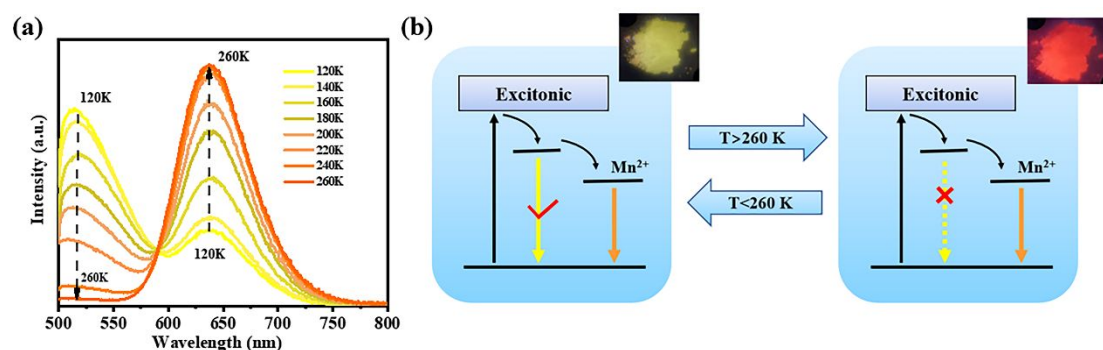 (a)
Intensity (a.u.)
120K
260K
260K
120K
120K
140K
160K
180K
200K
220K
240K
260K
500 550 600 650 700 750 800
Wavelength (nm)
(b)
Excitonic
Mn²⁺
T>260 K
T<260 K
Excitonic
Mn²⁺